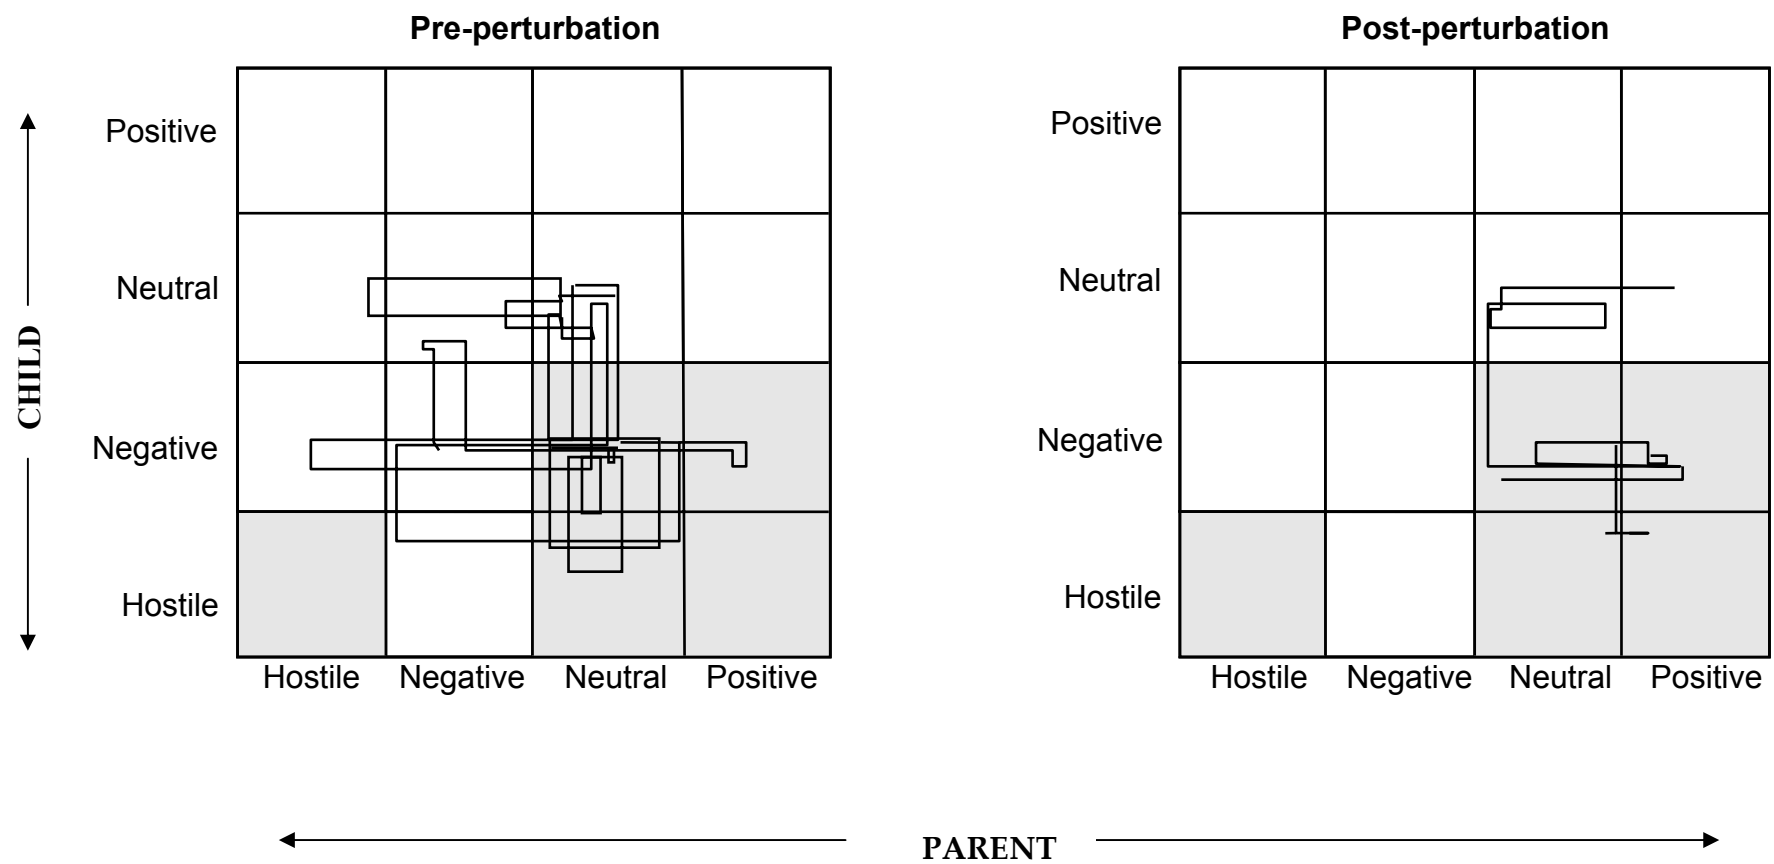 Pre-perturbation
Post-perturbation
Positive
Neutral
Negative
Hostile
Hostile Negative Neutral Positive
Positive
Neutral
Negative
Hostile
Hostile Negative Neutral Positive
CHILD
PARENT